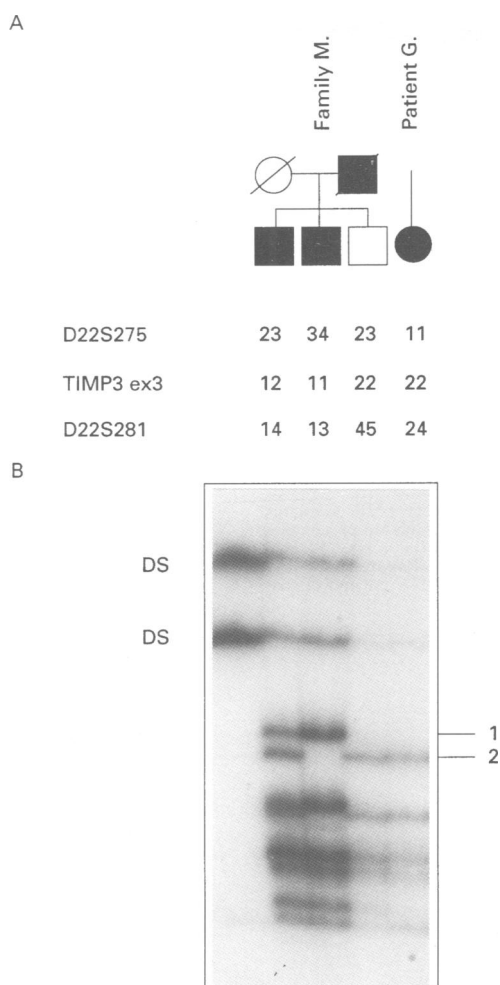 A
Family M.
Patient G.
D22S275 23 34 23 11
TIMP3 ex3 12 11 22 22
D22S281 14 13 45 24
B
DS
DS
1
2